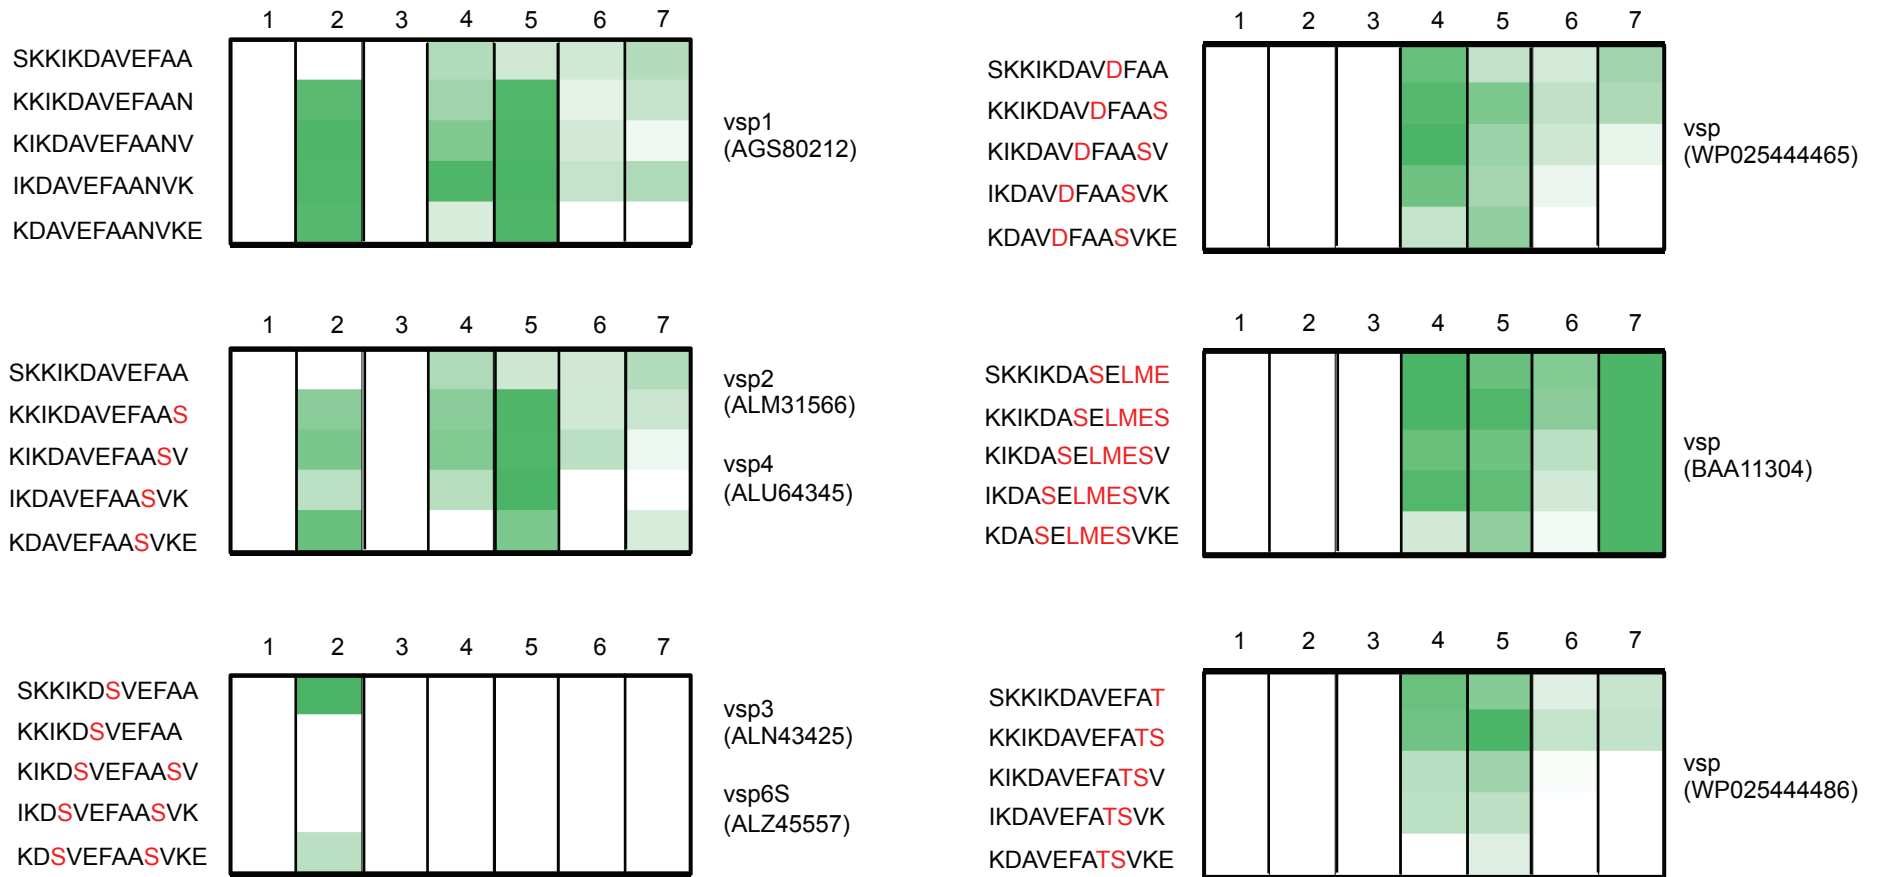 1 2 3 4 5 6 7
SKKIKDAVEFAA
KKIKDAVEFAAN
KIKDAVEFAANV
IKDAVEFAANVK
KDAVEFAANVKE
vsp1
(AGS80212)
1 2 3 4 5 6 7
SKKIKDAVDFAA
KKIKDAVDFAAS
KIKDAVDFAASV
IKDAVDFAASVK
KDAVDFAASVKE
vsp
(WP025444465)
1 2 3 4 5 6 7
SKKIKDAVEFAA
KKIKDAVEFAAS
KIKDAVEFAASV
IKDAVEFAASVK
KDAVEFAASVKE
vsp2
(ALM31566)
vsp4
(ALU64345)
1 2 3 4 5 6 7
SKKIKDASELME
KKIKDASELMES
KIKDASELMESV
IKDASELMESVK
KDASELMESVKE
vsp
(BAA11304)
1 2 3 4 5 6 7
SKKIKDSVEFAA
KKIKDSVEFAA
KIKDSVEFAASV
IKDSVEFAASVK
KDSVEFAASVKE
vsp3
(ALN43425)
vsp6S
(ALZ45557)
1 2 3 4 5 6 7
SKKIKDAVEFAT
KKIKDAVEFATS
KIKDAVEFATSV
IKDAVEFATSVK
KDAVEFATSVKE
vsp
(WP025444486)